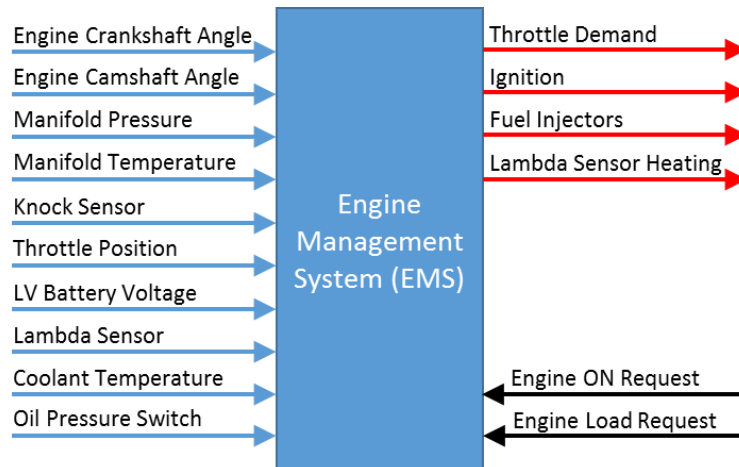 Engine Crankshaft Angle
Engine Camshaft Angle
Manifold Pressure
Manifold Temperature
Knock Sensor
Throttle Position
LV Battery Voltage
Lambda Sensor
Coolant Temperature
Oil Pressure Switch
Engine
Management
System (EMS)
Throttle Demand
Ignition
Fuel Injectors
Lambda Sensor Heating
Engine ON Request
Engine Load Request